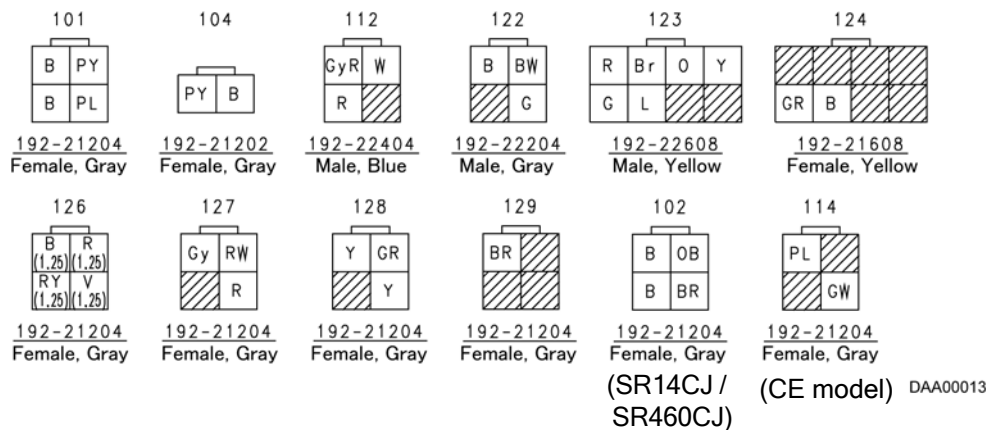 101 104 112 122 123 124
B PY GyR W B BW R Br O Y
PY B
B PL R G G L GR B
192-21204 192-21202 192-22404 192-22204 192-22608 192-21608
Female, Gray Female, Gray Male, Blue Male, Gray Male, Yellow Female, Yellow
126 127 128 129 102 114
B R Gy RW Y GR BR B OB PL
(1.25) (1.25)
RY V R Y B BR GW
(1.25) (1.25)
192-21204 192-21204 192-21204 192-21204 192-21204 192-21204
Female, Gray Female, Gray Female, Gray Female, Gray Female, Gray Female, Gray
(SR14CJ / (CE model) DAA00013
SR460CJ)